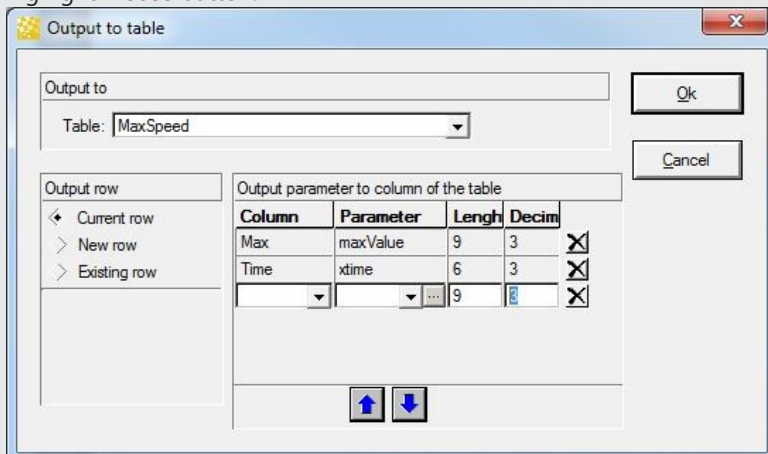 Output to table
Output to
Table: MaxSpeed
Ok
Cancel
Output row
Current row
New row
Existing row
Output parameter to column of the table
Column Parameter Lengh Decim
Max maxValue 9 3
Time xtime 6 3
... 9 3